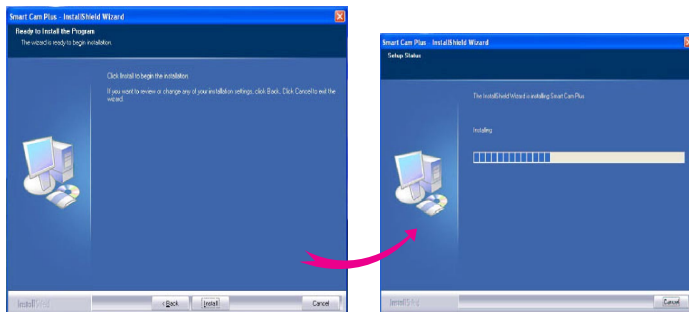 Smart Cam Plus - InstallShield Wizard
Ready to Install the Program
The wizard is ready to begin installation.
Click Install to begin the installation.
If you want to review or change any of your installation settings, click Back. Click Cancel to exit the
wizard.
InstallShield
< Back
Install
Cancel
Smart Cam Plus - InstallShield Wizard
Setup Status
The InstallShield Wizard is installing Smart Cam Plus
Installing
InstallShield
Cancel